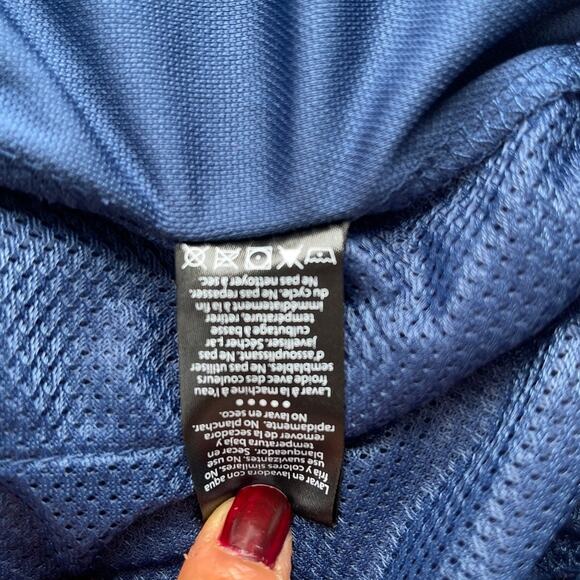 Lavar en lavadora con agua
fría y colores similares. No
use suavizantes. No use
blanqueador. Secar en
temperatura baja y
remover de la secadora
rapidamente. No planchar.
No lavar en seco.
•••••
Lavar à la machine à l'eau
froide avec des couleurs
semblables. Ne pas utiliser
d'assouplissant. Ne pas
javelliser. Sécher par
culbutage à basse
température, retirer
immédiatement à la fin
du cycle. Ne pas repasser.
Ne pas nettoyer à sec.